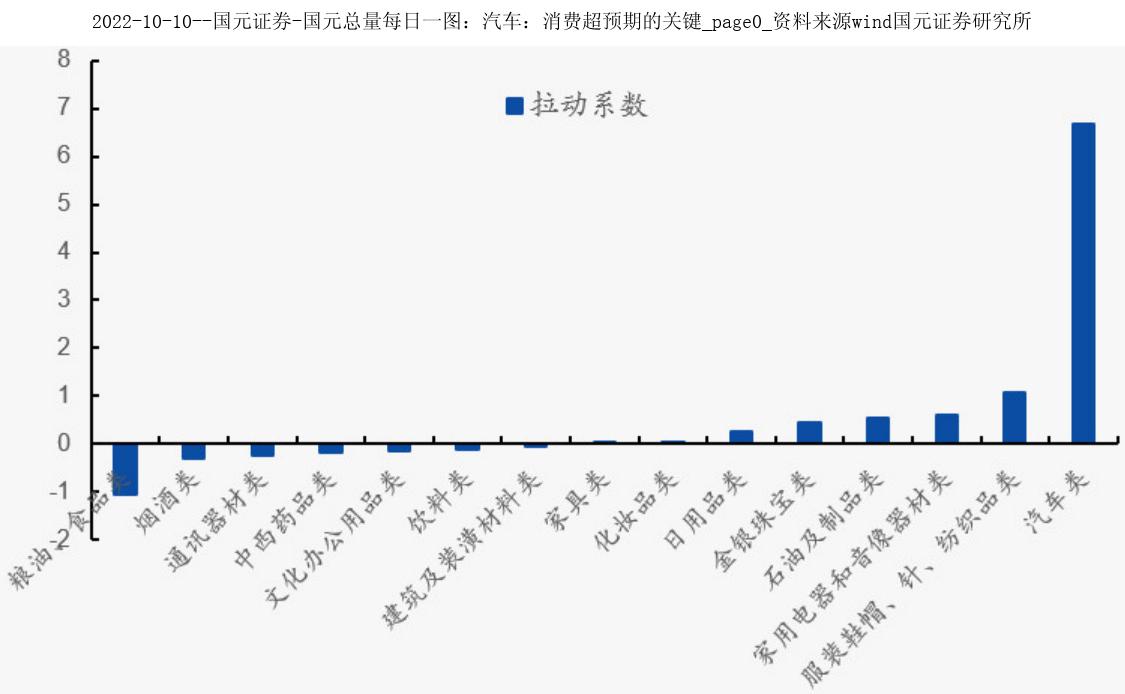 2022-10-10--国元证券-国元总量每日一图：汽车：消费超预期的关键_page0_资料来源wind国元证券研究所
8
拉动系数
7
6
5
4
3
2
1
0
-1
-2
粮油、食品类
烟酒类
通讯器材类
中西药品类
文化办公用品类
饮料类
建筑及装潢材料类
家具类
化妆品类
日用品类
金银珠宝类
石油及制品类
家用电器和音像器材类
服装鞋帽、针、纺织品类
汽车类